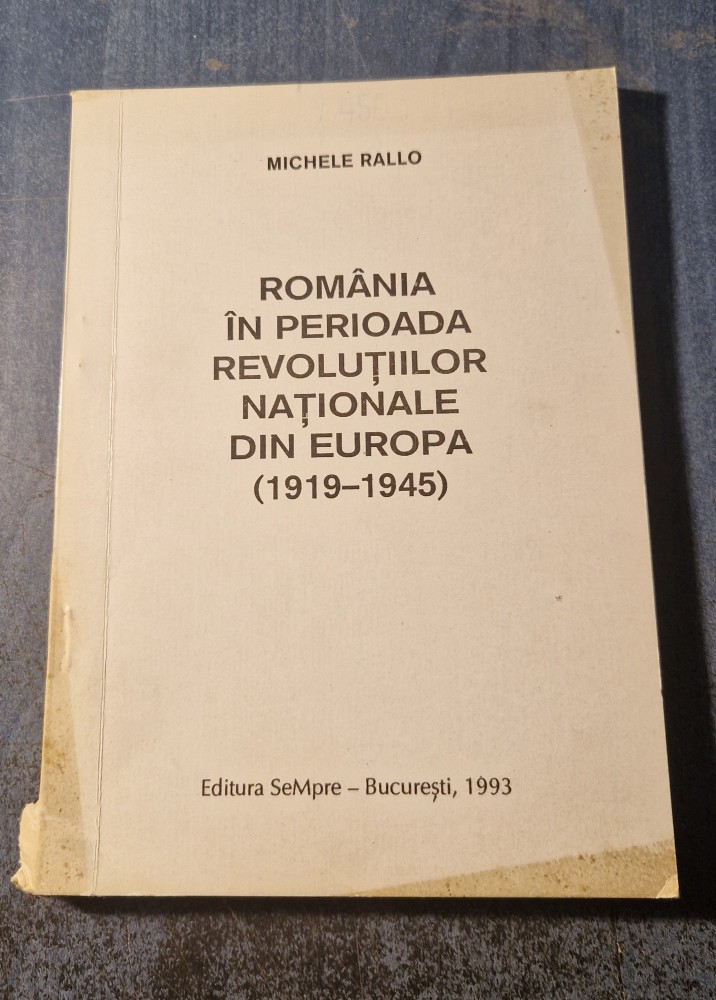 MICHELE RALLO
ROMÂNIA
ÎN PERIOADA
REVOLUȚIILOR
NAȚIONALE
DIN EUROPA
(1919–1945)
Editura SeMpre – București, 1993